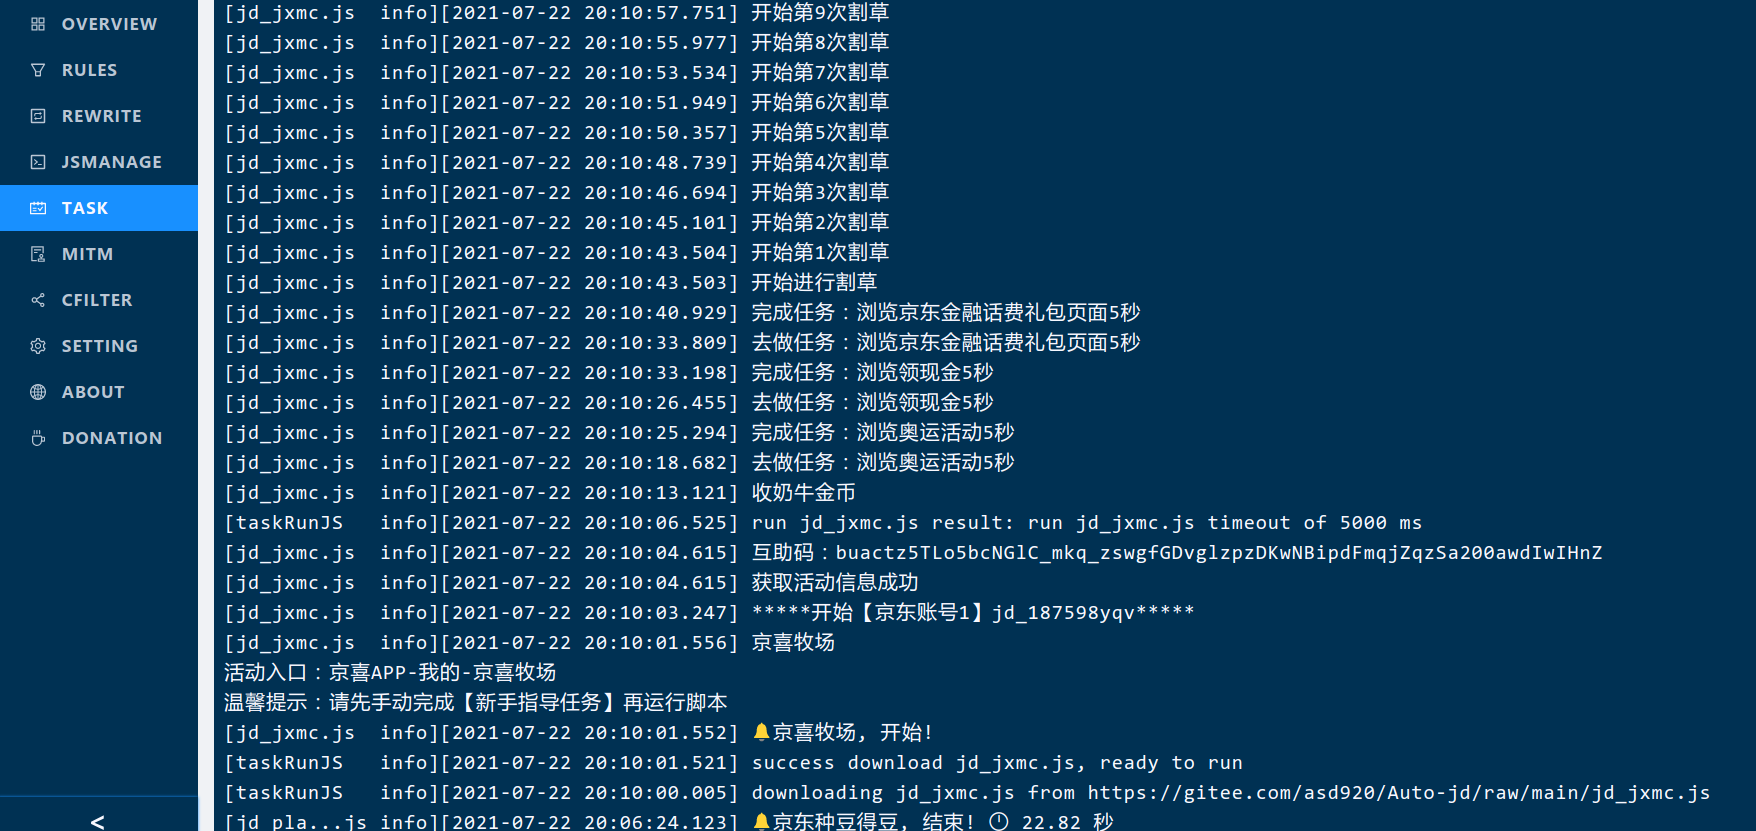 OVERVIEW
RULES
REWRITE
JSMANAGE
TASK
MITM
CFILTER
SETTING
ABOUT
DONATION
<
[jd_jxmc.js  info][2021-07-22 20:10:57.751] 开始第9次割草
[jd_jxmc.js  info][2021-07-22 20:10:55.977] 开始第8次割草
[jd_jxmc.js  info][2021-07-22 20:10:53.534] 开始第7次割草
[jd_jxmc.js  info][2021-07-22 20:10:51.949] 开始第6次割草
[jd_jxmc.js  info][2021-07-22 20:10:50.357] 开始第5次割草
[jd_jxmc.js  info][2021-07-22 20:10:48.739] 开始第4次割草
[jd_jxmc.js  info][2021-07-22 20:10:46.694] 开始第3次割草
[jd_jxmc.js  info][2021-07-22 20:10:45.101] 开始第2次割草
[jd_jxmc.js  info][2021-07-22 20:10:43.504] 开始第1次割草
[jd_jxmc.js  info][2021-07-22 20:10:43.503] 开始进行割草
[jd_jxmc.js  info][2021-07-22 20:10:40.929] 完成任务：浏览京东金融话费礼包页面5秒
[jd_jxmc.js  info][2021-07-22 20:10:33.809] 去做任务：浏览京东金融话费礼包页面5秒
[jd_jxmc.js  info][2021-07-22 20:10:33.198] 完成任务：浏览领现金5秒
[jd_jxmc.js  info][2021-07-22 20:10:26.455] 去做任务：浏览领现金5秒
[jd_jxmc.js  info][2021-07-22 20:10:25.294] 完成任务：浏览奥运活动5秒
[jd_jxmc.js  info][2021-07-22 20:10:18.682] 去做任务：浏览奥运活动5秒
[jd_jxmc.js  info][2021-07-22 20:10:13.121] 收奶牛金币
[taskRunJS   info][2021-07-22 20:10:06.525] run jd_jxmc.js result: run jd_jxmc.js timeout of 5000 ms
[jd_jxmc.js  info][2021-07-22 20:10:04.615] 互助码：buactz5TLo5bcNGlC_mkq_zswgfGDvglzpzDKwNBipdFmqjZqzSa200awdIwIHnZ
[jd_jxmc.js  info][2021-07-22 20:10:04.615] 获取活动信息成功
[jd_jxmc.js  info][2021-07-22 20:10:03.247] *****开始【京东账号1】jd_187598yqv*****
[jd_jxmc.js  info][2021-07-22 20:10:01.556] 京喜牧场
活动入口：京喜APP-我的-京喜牧场
温馨提示：请先手动完成【新手指导任务】再运行脚本
[jd_jxmc.js  info][2021-07-22 20:10:01.552] 🔔京喜牧场, 开始!
[taskRunJS   info][2021-07-22 20:10:01.521] success download jd_jxmc.js, ready to run
[taskRunJS   info][2021-07-22 20:10:00.005] downloading jd_jxmc.js from https://gitee.com/asd920/Auto-jd/raw/main/jd_jxmc.js
[jd_pla...js info][2021-07-22 20:06:24.123] 🔔京东种豆得豆, 结束! 🕛 22.82 秒